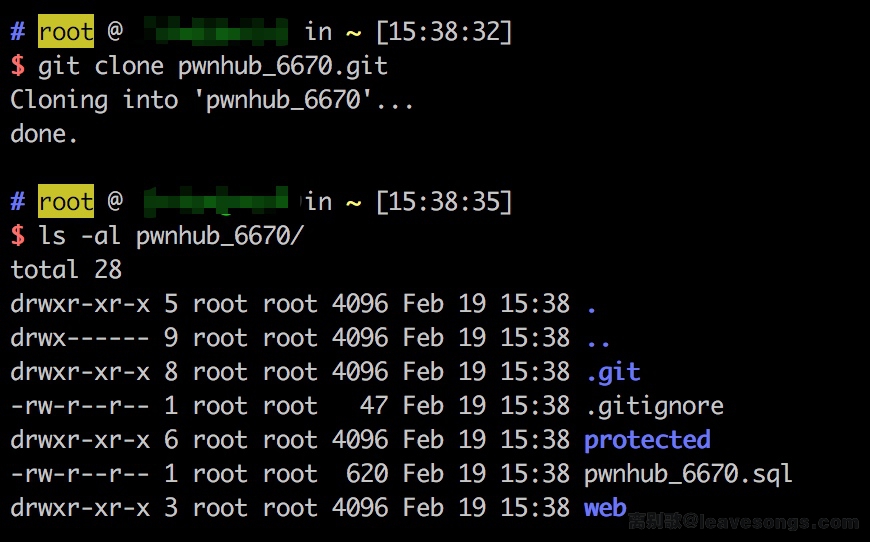 # root @ in ~ [15:38:32]
$ git clone pwnhub_6670.git
Cloning into 'pwnhub_6670'...
done.
# root @ in ~ [15:38:35]
$ ls -al pwnhub_6670/
total 28
drwxr-xr-x 5 root root 4096 Feb 19 15:38 .
drwx------ 9 root root 4096 Feb 19 15:38 ..
drwxr-xr-x 8 root root 4096 Feb 19 15:38 .git
-rw-r--r-- 1 root root   47 Feb 19 15:38 .gitignore
drwxr-xr-x 6 root root 4096 Feb 19 15:38 protected
-rw-r--r-- 1 root root  620 Feb 19 15:38 pwnhub_6670.sql
drwxr-xr-x 3 root root 4096 Feb 19 15:38 web
离别歌@leavesongs.com